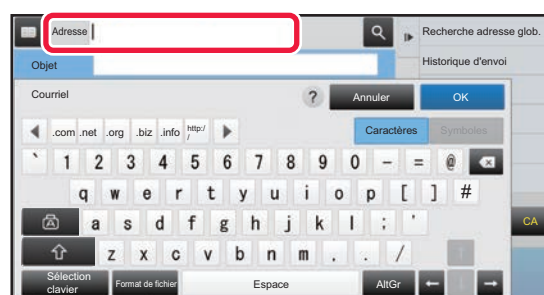 Adresse
Recherche adresse glob.
Objet
Historique d'envoi
Courriel
?
Annuler
OK
.com .net .org .biz .info http:/
/
Caractères
Symboles
` 1 2 3 4 5 6 7 8 9 0 - = @
q w e r t y u i o p [ ] #
A a s d f g h j k l ; '
CA
z x c v b n m . . /
Sélection
clavier
Format de fichier
Espace
AltGr